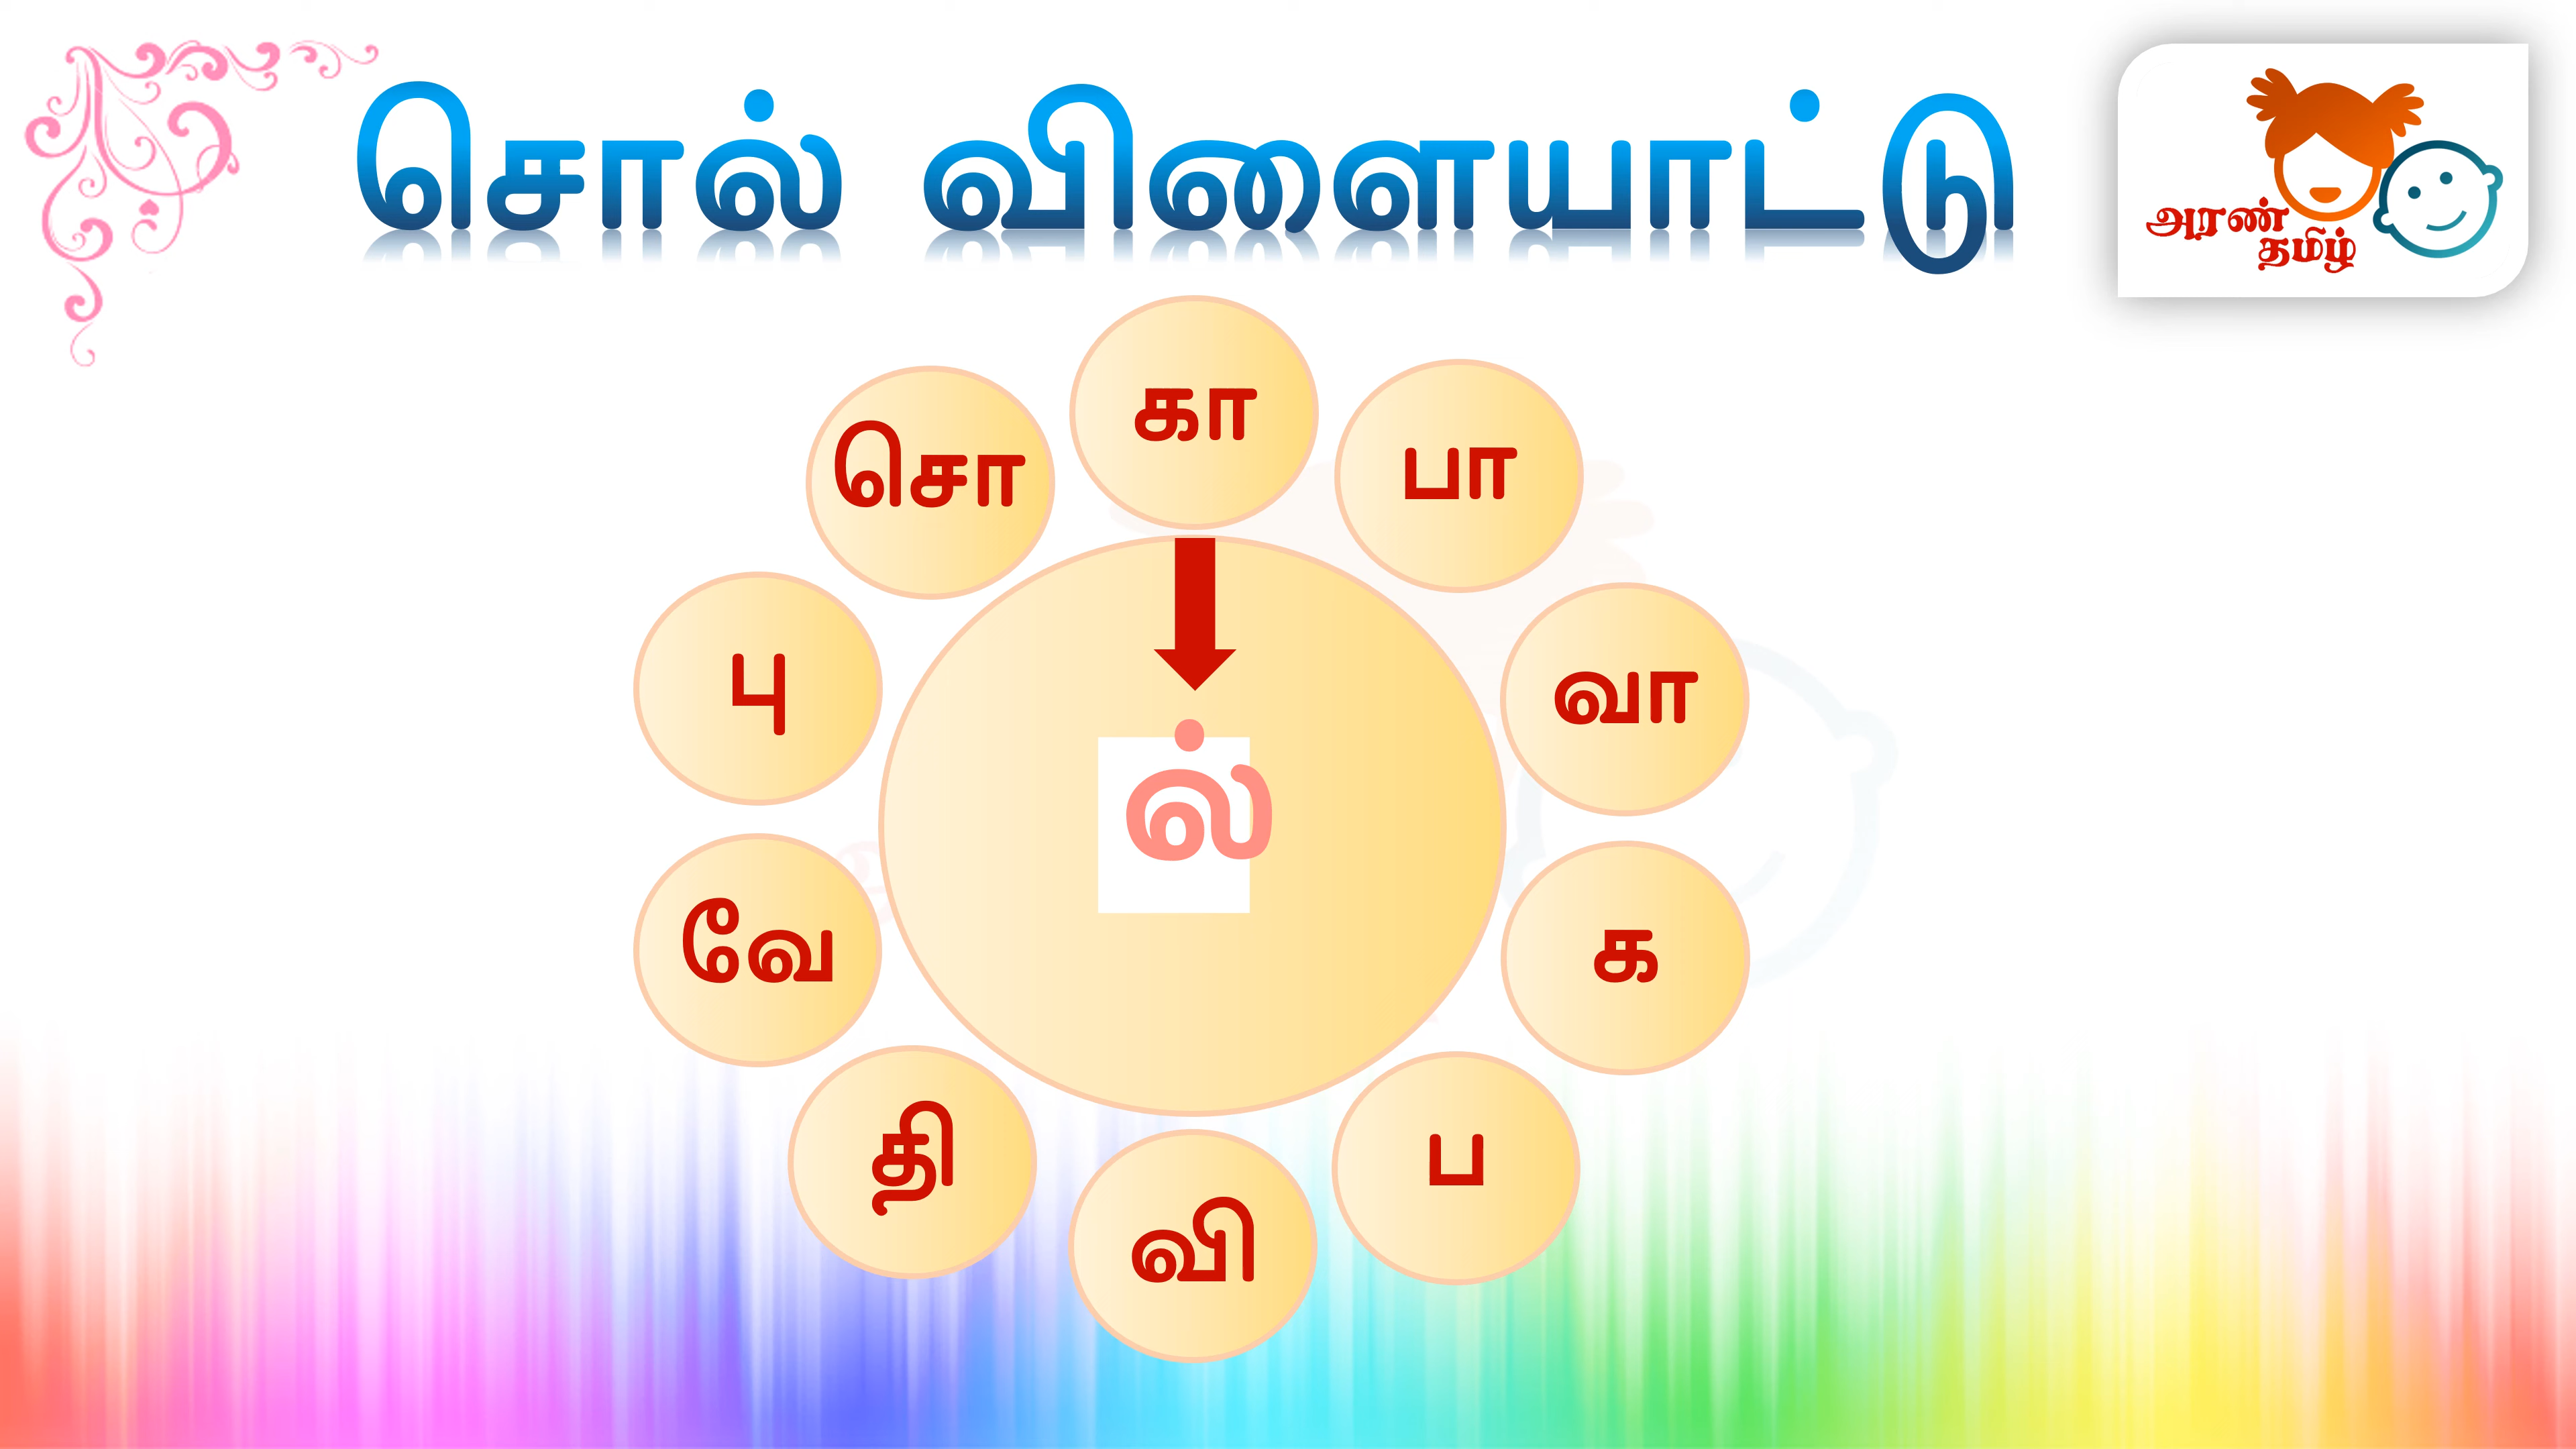 சொல் விளையாட்டு
அரண்
தமிழ்
கா
பா
வா
க
ப
வி
தி
வே
பு
சொ
ல்